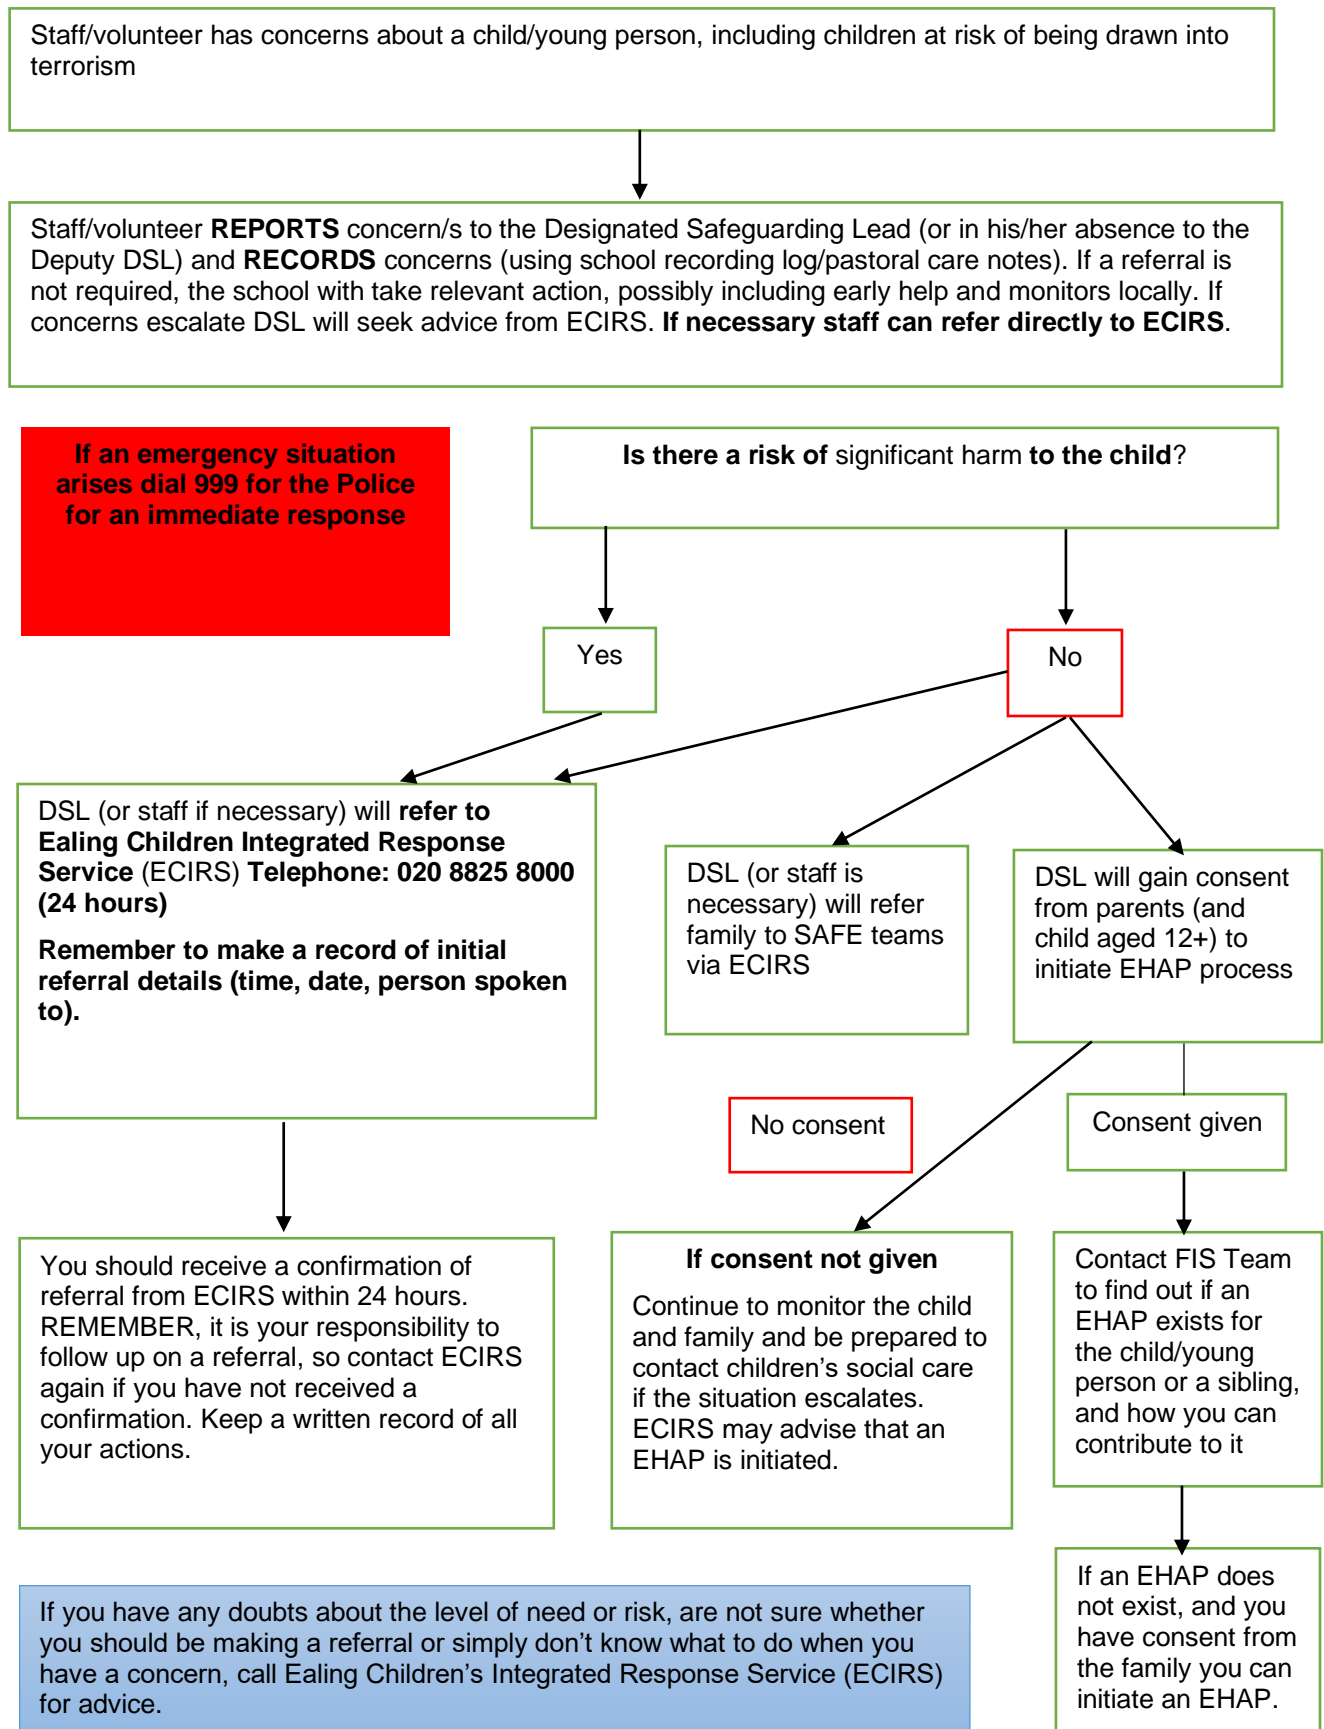 Staff/volunteer has concerns about a child/young person, including children at risk of being drawn into
terrorism
Staff/volunteer REPORTS concern/s to the Designated Safeguarding Lead (or in his/her absence to the
Deputy DSL) and RECORDS concerns (using school recording log/pastoral care notes). If a referral is
not required, the school with take relevant action, possibly including early help and monitors locally. If
concerns escalate DSL will seek advice from ECIRS. If necessary staff can refer directly to ECIRS.
If an emergency situation
arises dial 999 for the Police
for an immediate response
Is there a risk of significant harm to the child?
Yes
No
DSL (or staff if necessary) will refer to
Ealing Children Integrated Response
Service (ECIRS) Telephone: 020 8825 8000
(24 hours)
Remember to make a record of initial
referral details (time, date, person spoken
to).
DSL (or staff is
necessary) will refer
family to SAFE teams
via ECIRS
DSL will gain consent
from parents (and
child aged 12+) to
initiate EHAP process
No consent
Consent given
You should receive a confirmation of
referral from ECIRS within 24 hours.
REMEMBER, it is your responsibility to
follow up on a referral, so contact ECIRS
again if you have not received a
confirmation. Keep a written record of all
your actions.
If consent not given
Continue to monitor the child
and family and be prepared to
contact children's social care
if the situation escalates.
ECIRS may advise that an
EHAP is initiated.
Contact FIS Team
to find out if an
EHAP exists for
the child/young
person or a sibling,
and how you can
contribute to it
If you have any doubts about the level of need or risk, are not sure whether
you should be making a referral or simply don't know what to do when you
have a concern, call Ealing Children's Integrated Response Service (ECIRS)
for advice.
If an EHAP does
not exist, and you
have consent from
the family you can
initiate an EHAP.